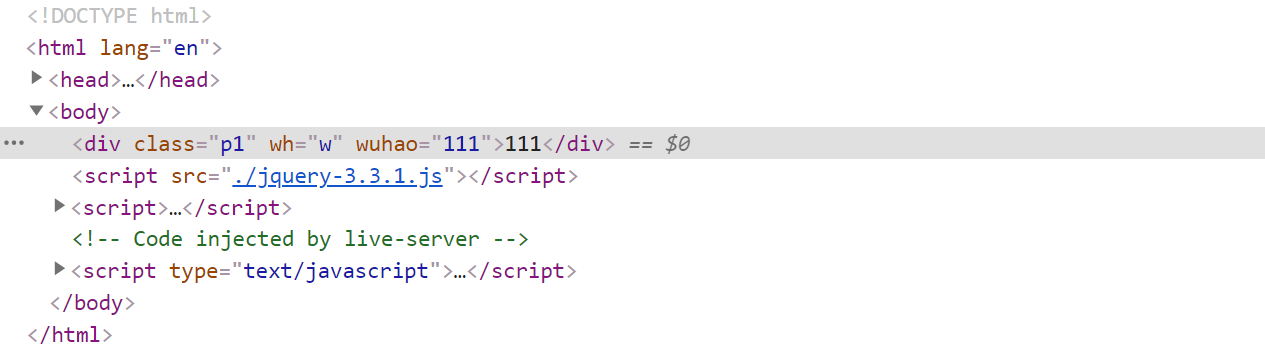 <!DOCTYPE html>
<html lang="en">
<head>…</head>
<body>
<div class="p1" wh="w" wuhao="111">111</div> == $0
<script src="./jquery-3.3.1.js"></script>
<script>…</script>
<!-- Code injected by live-server -->
<script type="text/javascript">…</script>
</body>
</html>